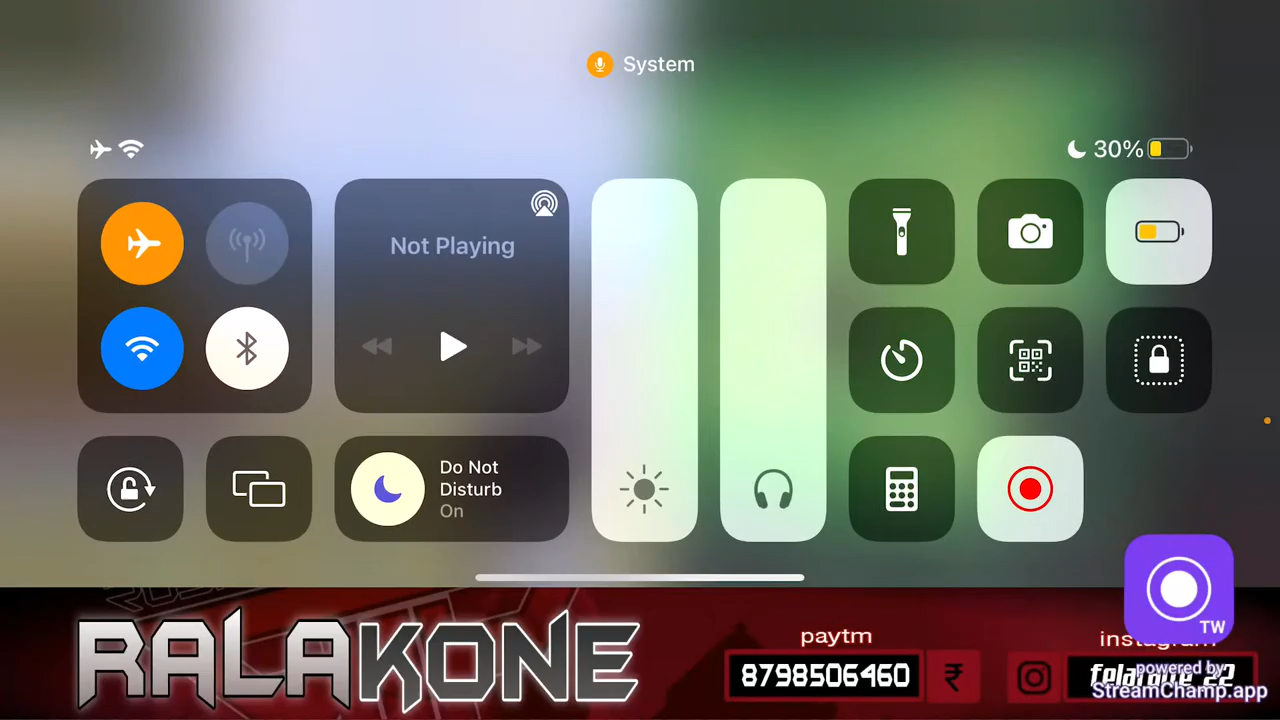 System
30%
Not Playing
Do Not
Disturb
On
TW
RALAKONE
paytm
8798506460
₹
instagram
powered by
StreamChamp.app